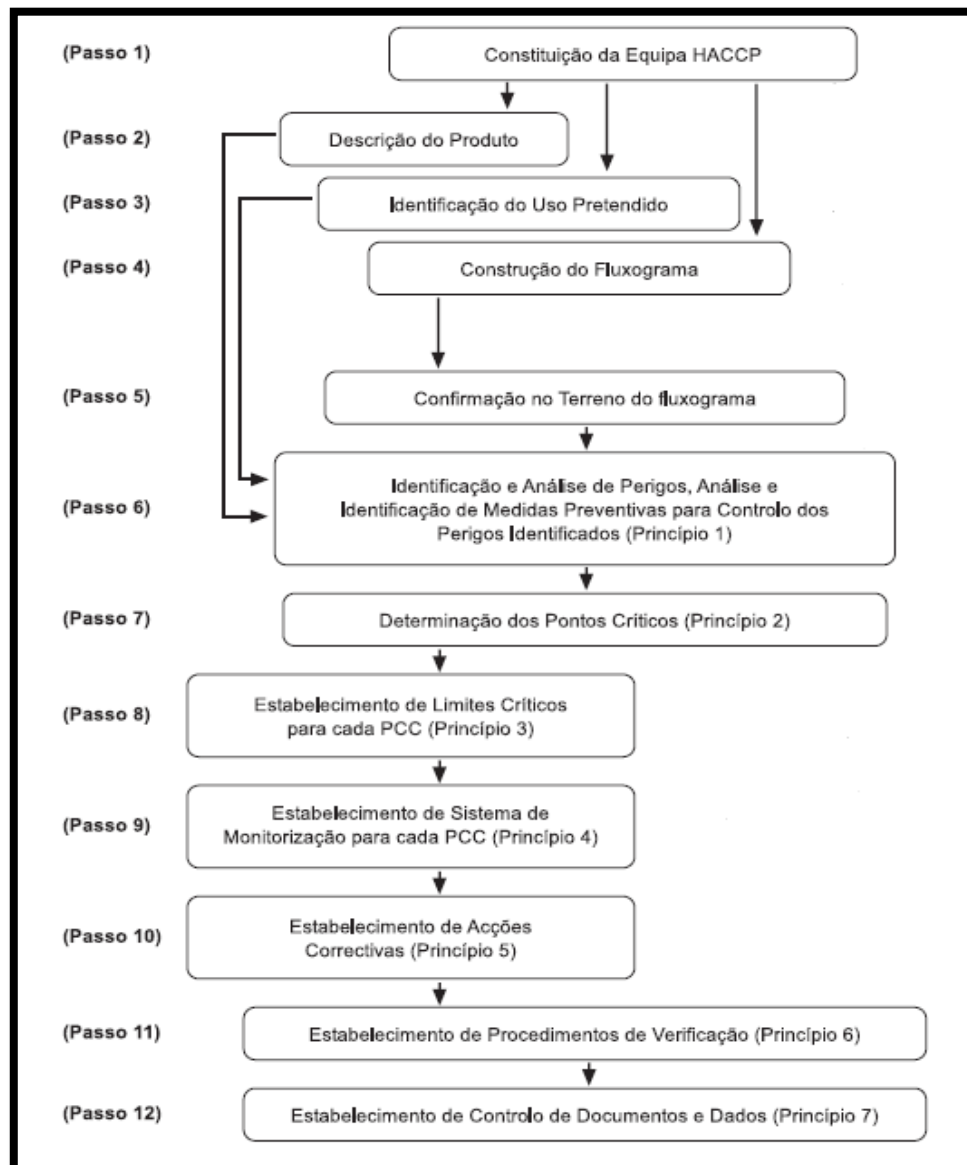 (Passo 1)
Constituição da Equipa HACCP
(Passo 2)
Descrição do Produto
(Passo 3)
Identificação do Uso Pretendido
(Passo 4)
Construção do Fluxograma
(Passo 5)
Confirmação no Terreno do fluxograma
(Passo 6)
Identificação e Análise de Perigos, Análise e
Identificação de Medidas Preventivas para Controlo dos
Perigos Identificados (Princípio 1)
(Passo 7)
Determinação dos Pontos Críticos (Princípio 2)
(Passo 8)
Estabelecimento de Limites Críticos
para cada PCC (Princípio 3)
(Passo 9)
Estabelecimento de Sistema de
Monitorização para cada PCC (Princípio 4)
(Passo 10)
Estabelecimento de Acções
Correctivas (Princípio 5)
(Passo 11)
Estabelecimento de Procedimentos de Verificação (Princípio 6)
(Passo 12)
Estabelecimento de Controlo de Documentos e Dados (Princípio 7)